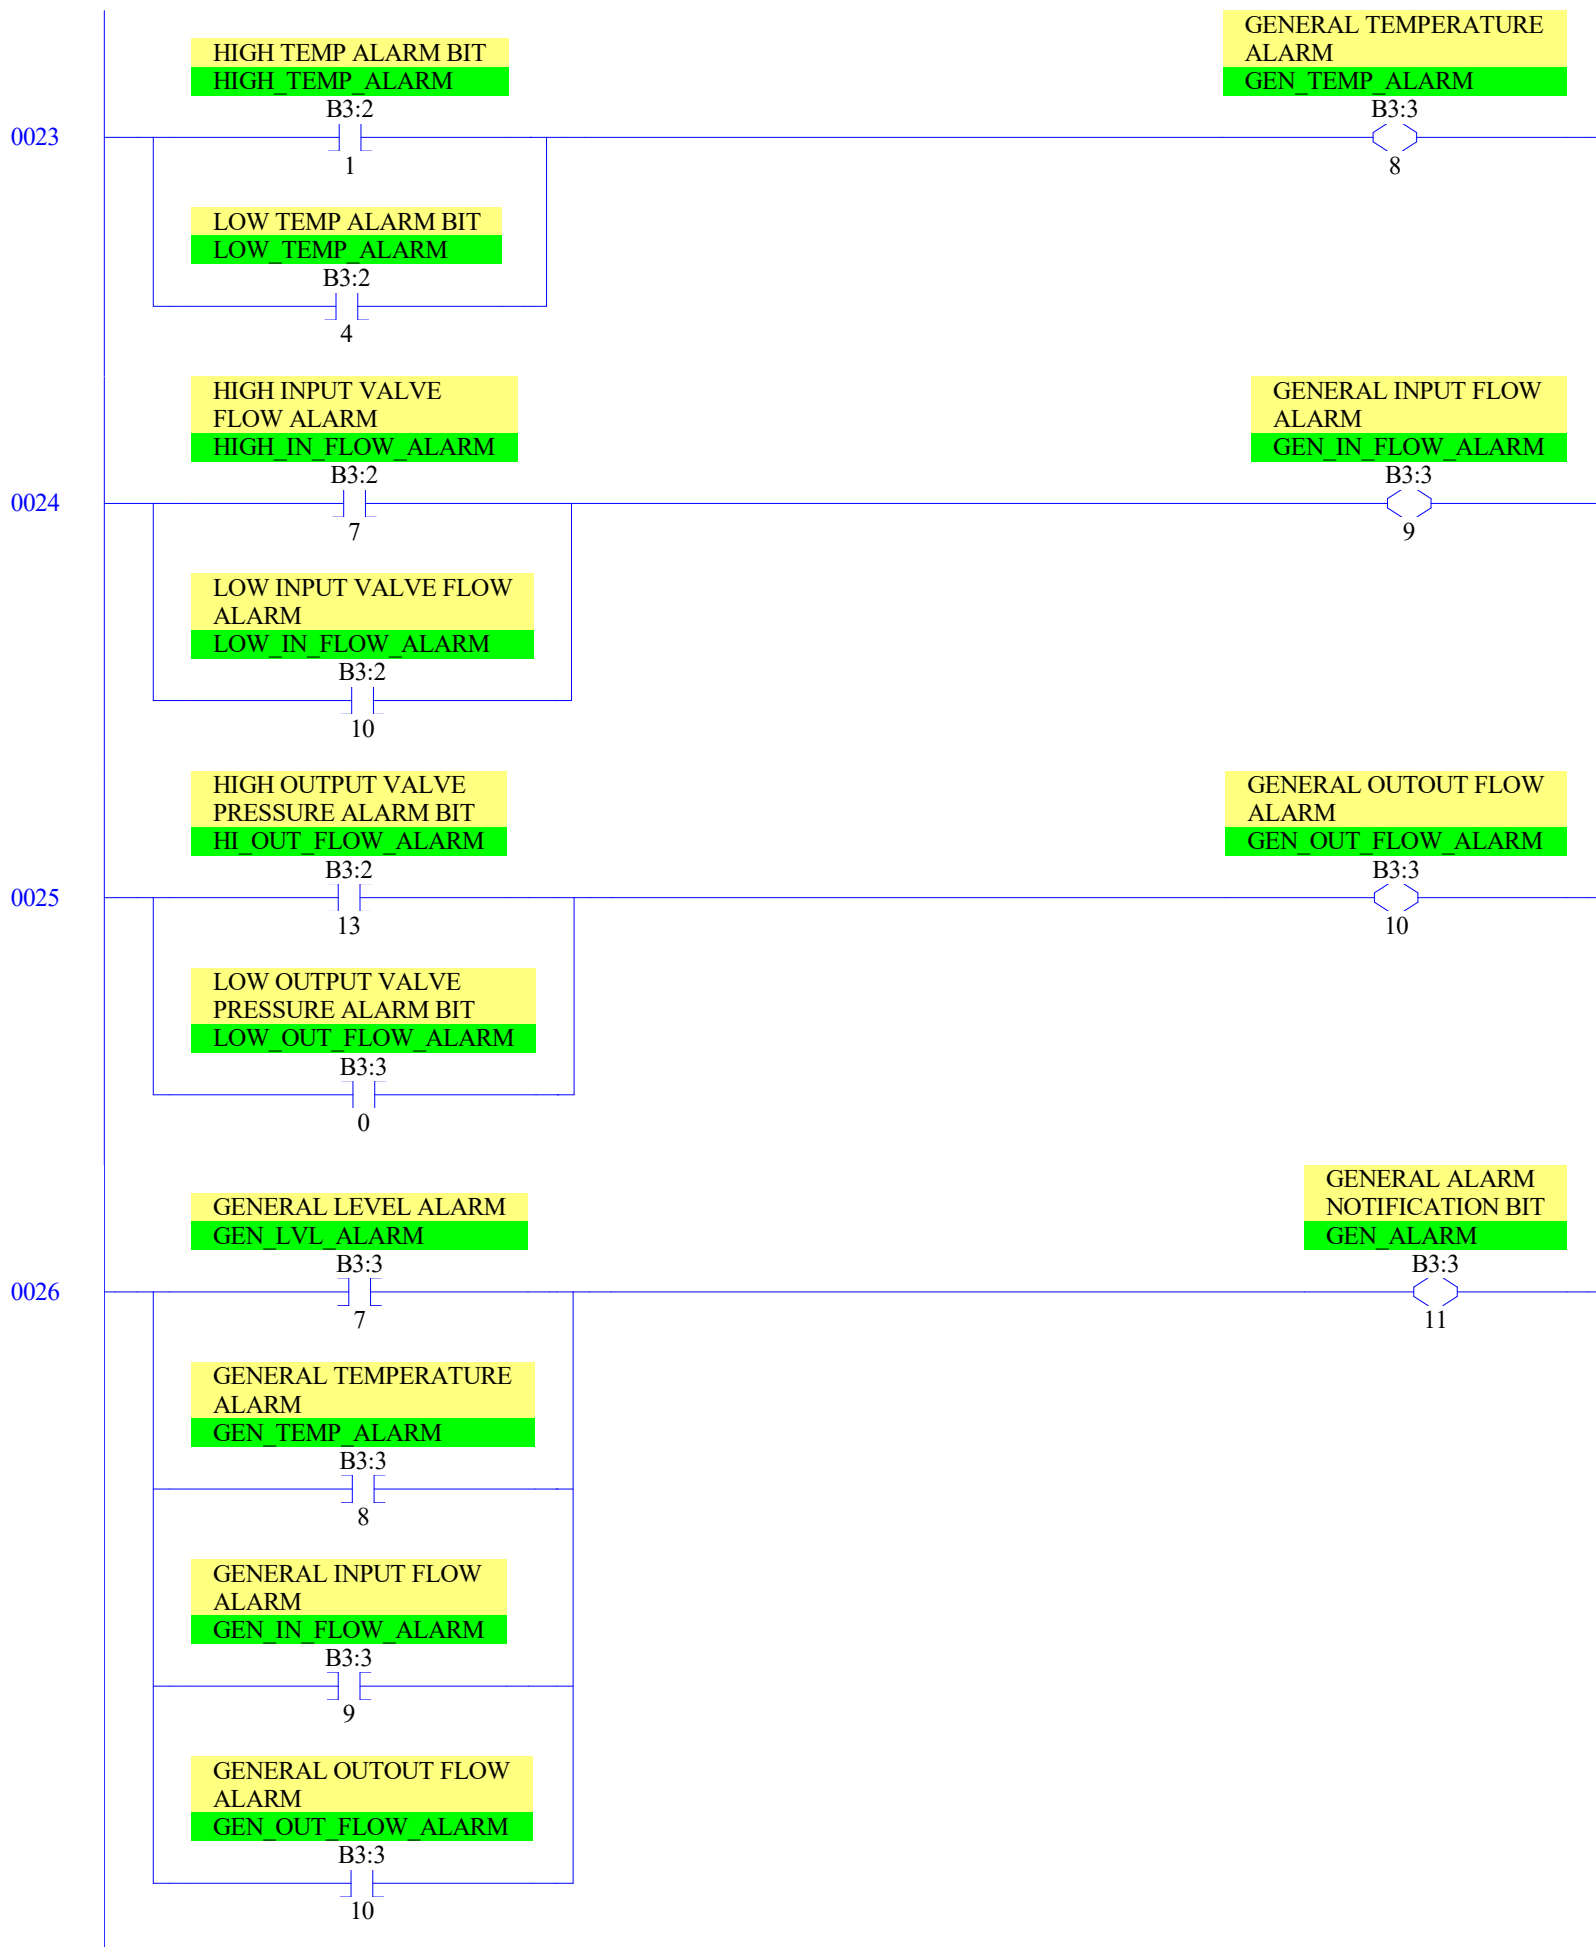 HIGH TEMP ALARM BIT
HIGH_TEMP_ALARM
B3:2
1
GENERAL TEMPERATURE
ALARM
GEN_TEMP_ALARM
B3:3
8
0023
LOW TEMP ALARM BIT
LOW_TEMP_ALARM
B3:2
4
HIGH INPUT VALVE
FLOW ALARM
HIGH_IN_FLOW_ALARM
B3:2
7
GENERAL INPUT FLOW
ALARM
GEN_IN_FLOW_ALARM
B3:3
9
0024
LOW INPUT VALVE FLOW
ALARM
LOW_IN_FLOW_ALARM
B3:2
10
HIGH OUTPUT VALVE
PRESSURE ALARM BIT
HI_OUT_FLOW_ALARM
B3:2
13
GENERAL OUTOUT FLOW
ALARM
GEN_OUT_FLOW_ALARM
B3:3
10
0025
LOW OUTPUT VALVE
PRESSURE ALARM BIT
LOW_OUT_FLOW_ALARM
B3:3
0
GENERAL LEVEL ALARM
GEN_LVL_ALARM
B3:3
7
GENERAL ALARM
NOTIFICATION BIT
GEN_ALARM
B3:3
11
0026
GENERAL TEMPERATURE
ALARM
GEN_TEMP_ALARM
B3:3
8
GENERAL INPUT FLOW
ALARM
GEN_IN_FLOW_ALARM
B3:3
9
GENERAL OUTOUT FLOW
ALARM
GEN_OUT_FLOW_ALARM
B3:3
10